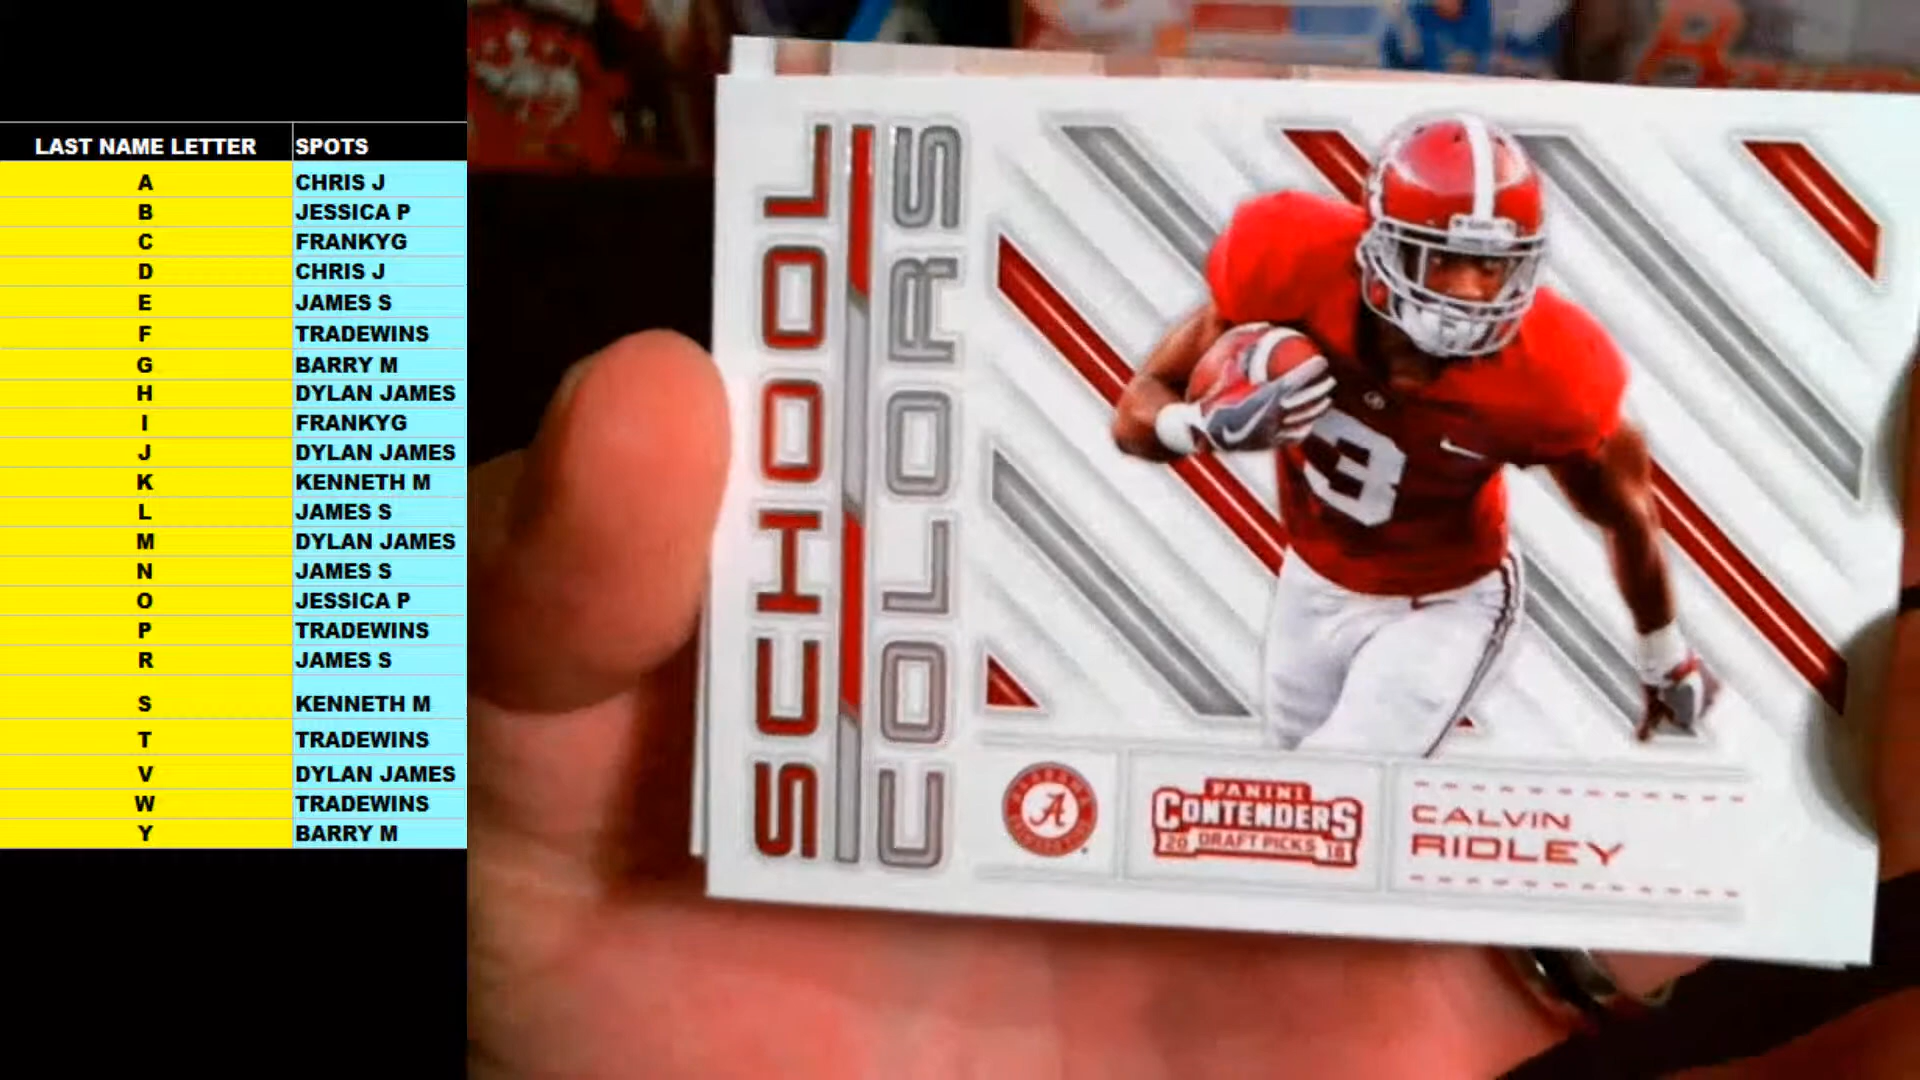 LAST NAME LETTER SPOTS
A CHRIS J
B JESSICA P
C FRANKYG
D CHRIS J
E JAMES S
F TRADEWINS
G BARRY M
H DYLAN JAMES
I FRANKYG
J DYLAN JAMES
K KENNETH M
L JAMES S
M DYLAN JAMES
N JAMES S
O JESSICA P
P TRADEWINS
R JAMES S
S KENNETH M
T TRADEWINS
V DYLAN JAMES
W TRADEWINS
Y BARRY M
SCHOOL
COLORS
3
A
PANINI
CONTENDERS
20 DRAFT PICKS 18
CALVIN
RIDLEY